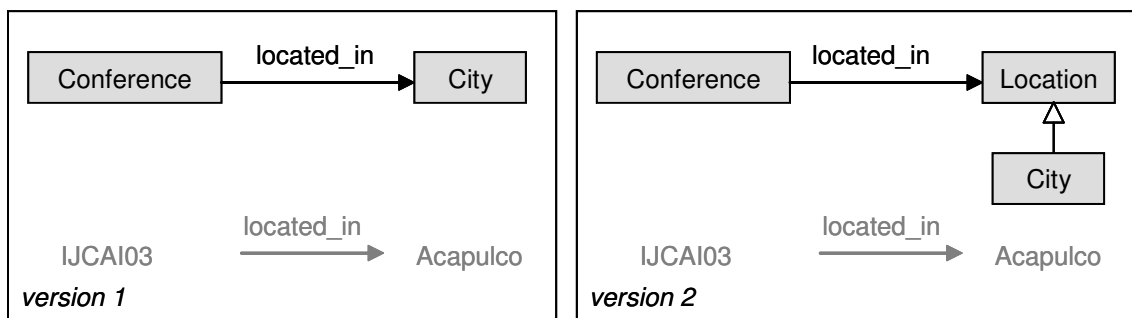 located_in
Conference
City
located_in
IJCAI03
Acapulco
version 1
located_in
Conference
Location
City
located_in
IJCAI03
Acapulco
version 2